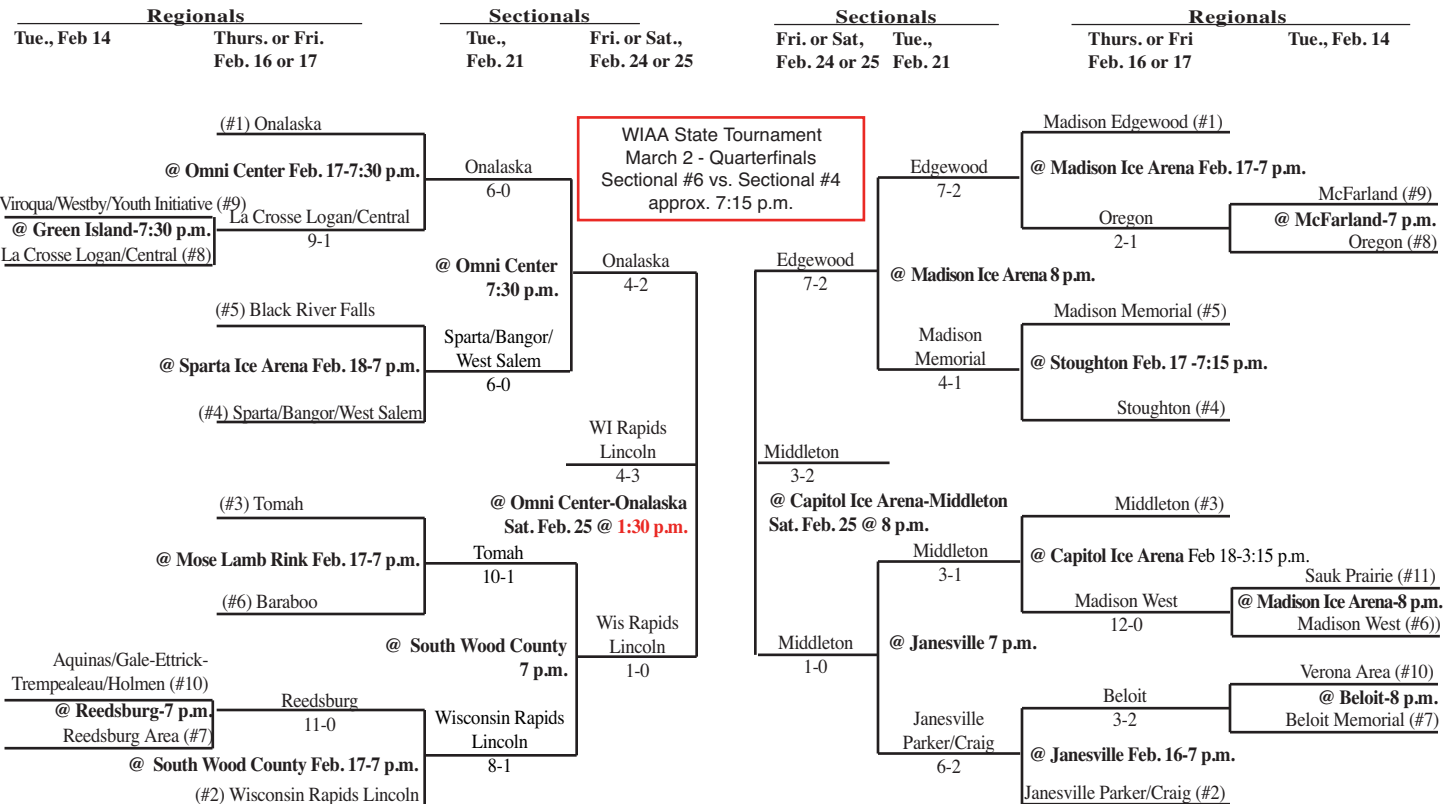 Regionals
Sectionals
Sectionals
Regionals
Tue., Feb 14
Thurs. or Fri.
Feb. 16 or 17
Tue.,
Feb. 21
Fri. or Sat.,
Feb. 24 or 25
Fri. or Sat,
Feb. 24 or 25
Tue.,
Feb. 21
Thurs. or Fri
Feb. 16 or 17
Tue., Feb. 14
(#1) Onalaska
@ Omni Center Feb. 17-7:30 p.m.
Viroqua/Westby/Youth Initiative (#9)
@ Green Island-7:30 p.m.
La Crosse Logan/Central (#8)
La Crosse Logan/Central
9-1
Onalaska
6-0
@ Omni Center
7:30 p.m.
(#5) Black River Falls
@ Sparta Ice Arena Feb. 18-7 p.m.
(#4) Sparta/Bangor/West Salem
Sparta/Bangor/
West Salem
6-0
Onalaska
4-2
WI Rapids
Lincoln
4-3
@ Omni Center-Onalaska
Sat. Feb. 25 @ 1:30 p.m.
(#3) Tomah
@ Mose Lamb Rink Feb. 17-7 p.m.
(#6) Baraboo
Tomah
10-1
@ South Wood County
7 p.m.
Wis Rapids
Lincoln
1-0
Aquinas/Gale-Ettrick-
Trempealeau/Holmen (#10)
@ Reedsburg-7 p.m.
Reedsburg Area (#7)
Reedsburg
11-0
@ South Wood County Feb. 17-7 p.m.
(#2) Wisconsin Rapids Lincoln
Wisconsin Rapids
Lincoln
8-1
WIAA State Tournament
March 2 - Quarterfinals
Sectional #6 vs. Sectional #4
approx. 7:15 p.m.
Madison Edgewood (#1)
Edgewood
7-2
@ Madison Ice Arena Feb. 17-7 p.m.
McFarland (#9)
@ McFarland-7 p.m.
Oregon (#8)
Oregon
2-1
Edgewood
7-2
@ Madison Ice Arena 8 p.m.
Madison Memorial (#5)
Madison
Memorial
4-1
@ Stoughton Feb. 17 -7:15 p.m.
Stoughton (#4)
Middleton
3-2
@ Capitol Ice Arena-Middleton
Sat. Feb. 25 @ 8 p.m.
Middleton (#3)
Middleton
3-1
@ Capitol Ice Arena Feb 18-3:15 p.m.
Sauk Prairie (#11)
@ Madison Ice Arena-8 p.m.
Madison West (#6))
Madison West
12-0
Middleton
1-0
@ Janesville 7 p.m.
Verona Area (#10)
@ Beloit-8 p.m.
Beloit Memorial (#7)
Beloit
3-2
Janesville
Parker/Craig
6-2
@ Janesville Feb. 16-7 p.m.
Janesville Parker/Craig (#2)